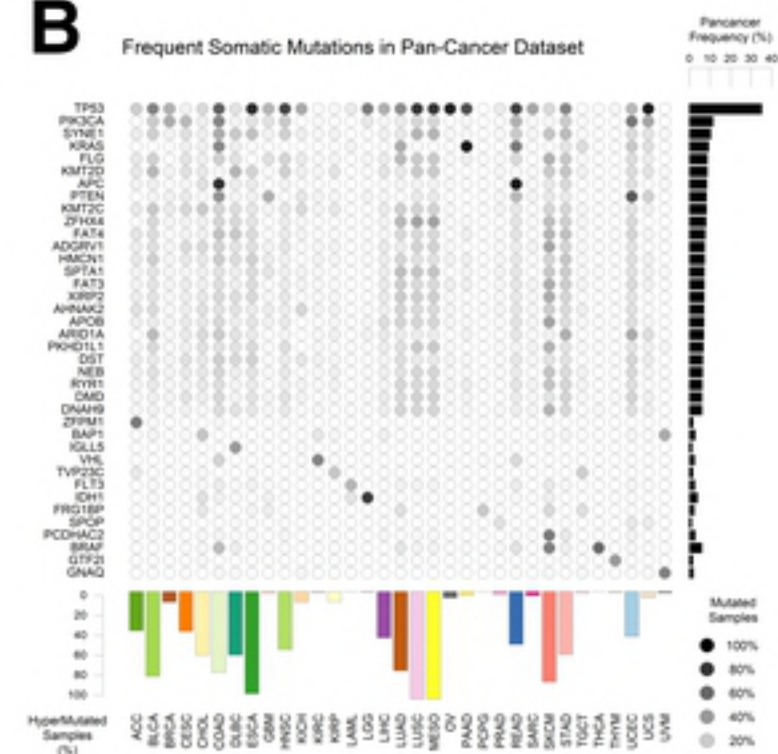 B
Frequent Somatic Mutations in Pan-Cancer Dataset
Pancancer
Frequency (%)
0 10 20 30 40
TP53
PIK3CA
SYNE1
KRAS
FLG
KMT2D
APC
PTEN
KMT2C
ZFHX4
FAT4
ADGRV1
HMCN1
SPTA1
FAT3
XIRP2
AHNAK2
APOB
ARID1A
PKHD1L1
DST
NEB
RYR1
DMD
DNAH9
ZFPM1
BAP1
IGLL5
VHL
TVP23C
FLT3
IDH1
FRG1BP
SPOP
PCDHAC2
BRAF
GTF2I
GNAQ
0
20
40
60
80
100
HyperMutated
Samples
(%)
ACC BLCA BRCA CESC CHOL COAD DLBC ESCA GBM HNSC KICH KIRC KIRP LAML LGG LIHC LUAD LUSC MESO OV PAAD PCPG PRAD READ SARC SKCM STAD TGCT THCA THYM UCEC UCS UVM
Mutated
Samples
100%
80%
60%
40%
20%